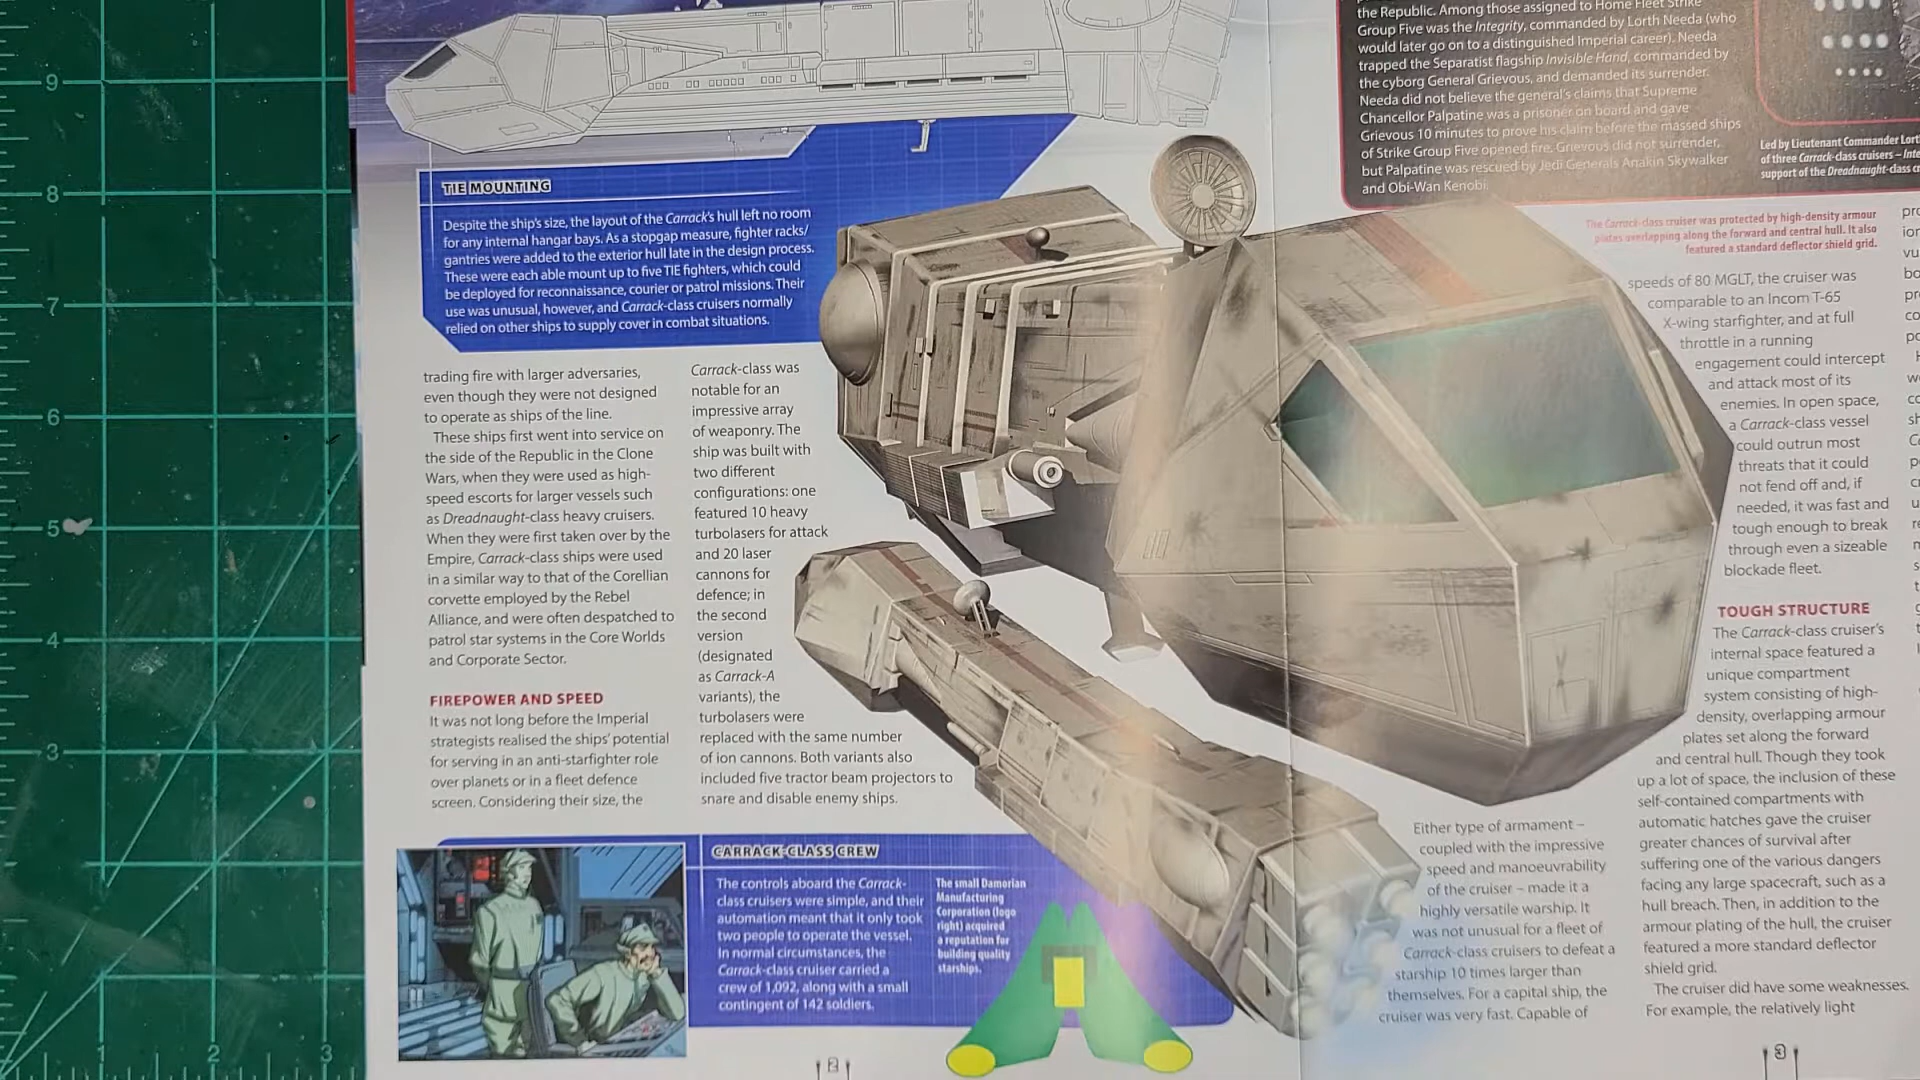 the Republic. Among those assigned to Home Fleet Strike
Group Five was the Integrity, commanded by Lorth Needa (who
would later go on to a distinguished Imperial career). Needa
trapped the Separatist flagship Invisible Hand, commanded by
the cyborg General Grievous, and demanded its surrender.
Needa did not believe the general's claims that Supreme
Chancellor Palpatine was a prisoner on board and gave
Grievous 10 minutes to prove his claim before the massed ships
of Strike Group Five opened fire. Grievous did not surrender,
but Palpatine was rescued by Jedi Generals Anakin Skywalker
and Obi-Wan Kenobi.
Led by Lieutenant Commander
of three Carrack-class cruisers –
support of the Dreadnaught-class
TIE MOUNTING
Despite the ship's size, the layout of the Carrack's hull left no room
for any internal hangar bays. As a stopgap measure, fighter racks/
gantries were added to the exterior hull late in the design process.
These were each able mount up to five TIE fighters, which could
be deployed for reconnaissance, courier or patrol missions. Their
use was unusual, however, and Carrack-class cruisers normally
relied on other ships to supply cover in combat situations.
The Carrack-class cruiser was protected by high-density armour
plates overlapping along the forward and central hull. It also
featured a standard deflector shield grid.
trading fire with larger adversaries,
even though they were not designed
to operate as ships of the line.
These ships first went into service on
the side of the Republic in the Clone
Wars, when they were used as high-
speed escorts for larger vessels such
as Dreadnaught-class heavy cruisers.
When they were first taken over by the
Empire, Carrack-class ships were used
in a similar way to that of the Corellian
corvette employed by the Rebel
Alliance, and were often despatched to
patrol star systems in the Core Worlds
and Corporate Sector.
FIREPOWER AND SPEED
It was not long before the Imperial
strategists realised the ships' potential
for serving in an anti-starfighter role
over planets or in a fleet defence
screen. Considering their size, the
Carrack-class was
notable for an
impressive array
of weaponry. The
ship was built with
two different
configurations: one
featured 10 heavy
turbolasers for attack
and 20 laser
cannons for
defence; in
the second
version
(designated
as Carrack-A
variants), the
turbolasers were
replaced with the same number
of ion cannons. Both variants also
included five tractor beam projectors to
snare and disable enemy ships.
CARRACK-CLASS CREW
The controls aboard the Carrack-
class cruisers were simple, and their
automation meant that it only took
two people to operate the vessel.
In normal circumstances, the
Carrack-class cruiser carried a
crew of 1,092, along with a small
contingent of 142 soldiers.
The small Damorian
Manufacturing
Corporation (logo
right) acquired
a reputation for
building quality
starships.
Either type of armament –
coupled with the impressive
speed and manoeuvrability
of the cruiser – made it a
highly versatile warship. It
was not unusual for a fleet of
Carrack-class cruisers to defeat a
starship 10 times larger than
themselves. For a capital ship, the
cruiser was very fast. Capable of
speeds of 80 MGLT, the cruiser was
comparable to an Incom T-65
X-wing starfighter, and at full
throttle in a running
engagement could intercept
and attack most of its
enemies. In open space,
a Carrack-class vessel
could outrun most
threats that it could
not fend off and, if
needed, it was fast and
tough enough to break
through even a sizeable
blockade fleet.
TOUGH STRUCTURE
The Carrack-class cruiser's
internal space featured a
unique compartment
system consisting of high-
density, overlapping armour
plates set along the forward
and central hull. Though they took
up a lot of space, the inclusion of these
self-contained compartments with
automatic hatches gave the cruiser
greater chances of survival after
suffering one of the various dangers
facing any large spacecraft, such as a
hull breach. Then, in addition to the
armour plating of the hull, the cruiser
featured a more standard deflector
shield grid.
The cruiser did have some weaknesses.
For example, the relatively light
2
3
9
8
7
6
5
4
3
2
1 2 3